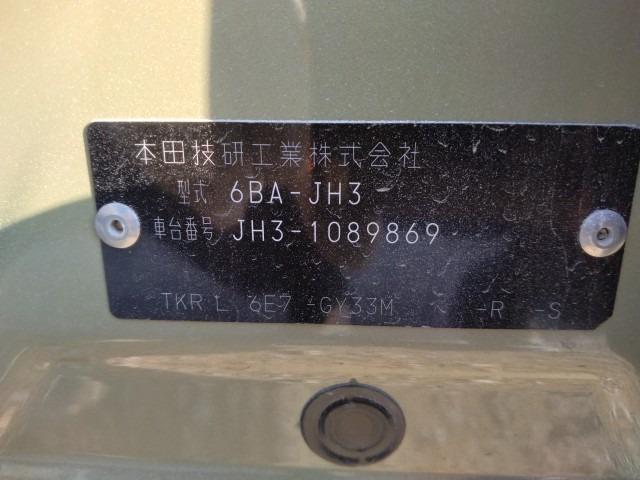 本田技研工業株式会社
型式 6BA-JH3
車台番号 JH3-1089869
TKR L 6E7 -GY33M -R -S